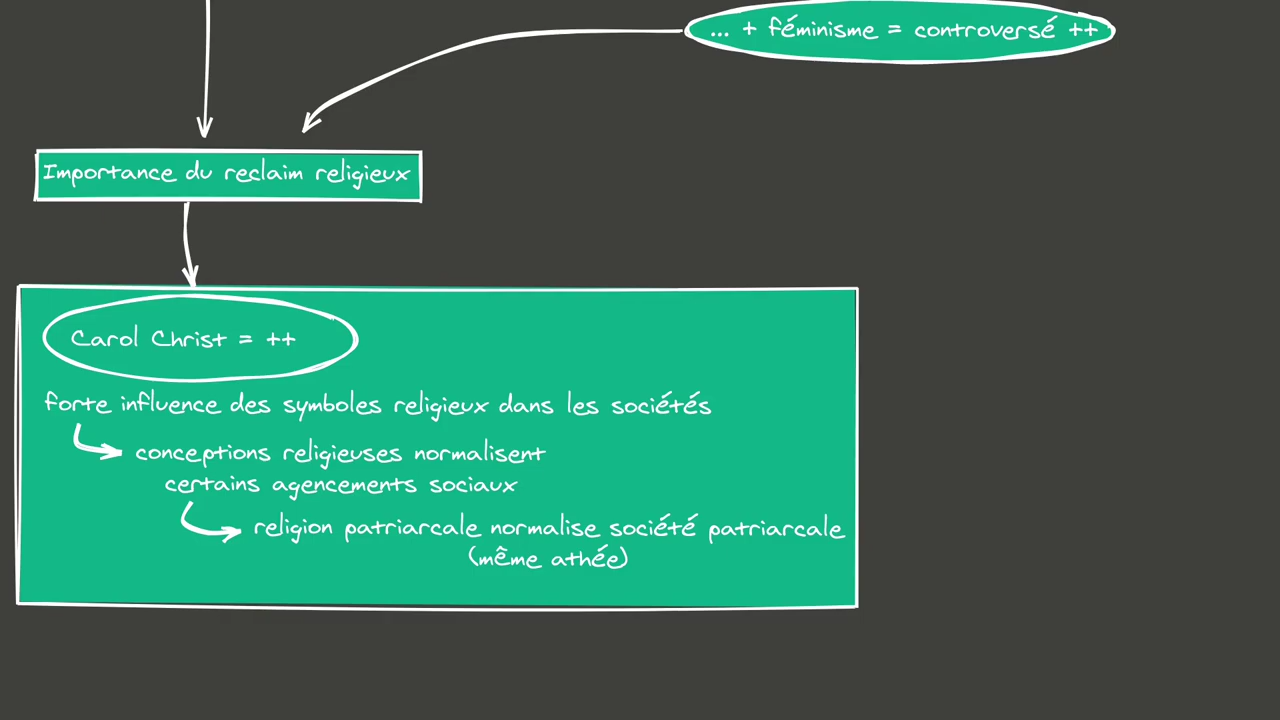 ... + féminisme = controversé ++
Importance du reclaim religieux
Carol Christ = ++
forte influence des symboles religieux dans les sociétés
conceptions religieuses normalisent
certains agencements sociaux
religion patriarcale normalise société patriarcale
(même athée)